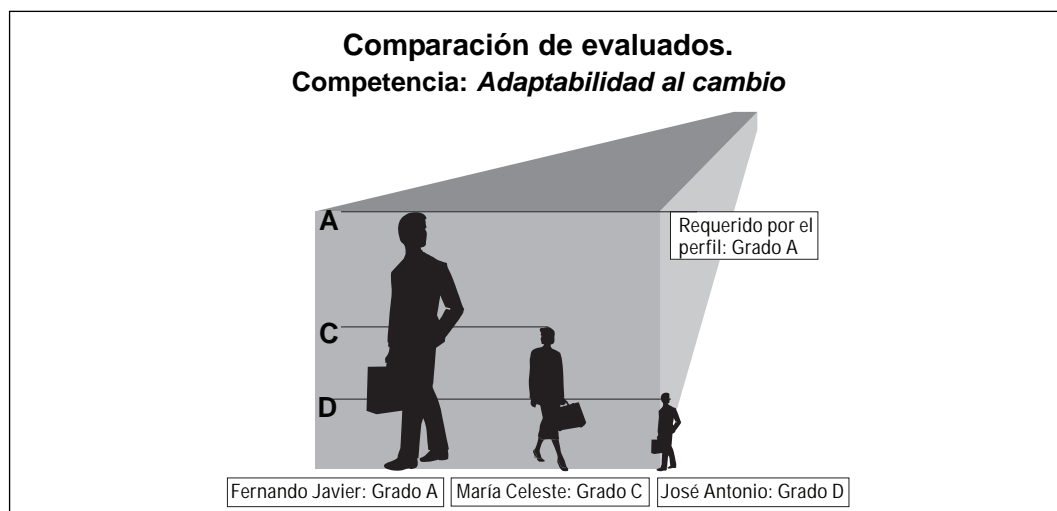 Comparación de evaluados.
Competencia: Adaptabilidad al cambio
A
Requerido por el
perfil: Grado A
C
D
Fernando Javier: Grado A
María Celeste: Grado C
José Antonio: Grado D